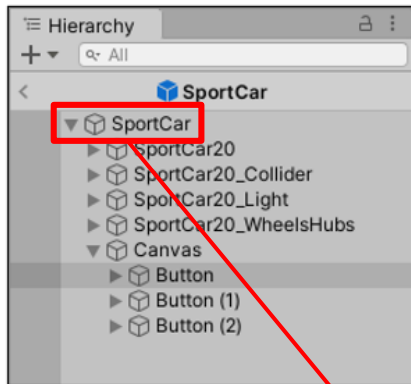 Hierarchy
All
SportCar
SportCar
SportCar20
SportCar20_Collider
SportCar20_Light
SportCar20_WheelsHubs
Canvas
Button
Button (1)
Button (2)